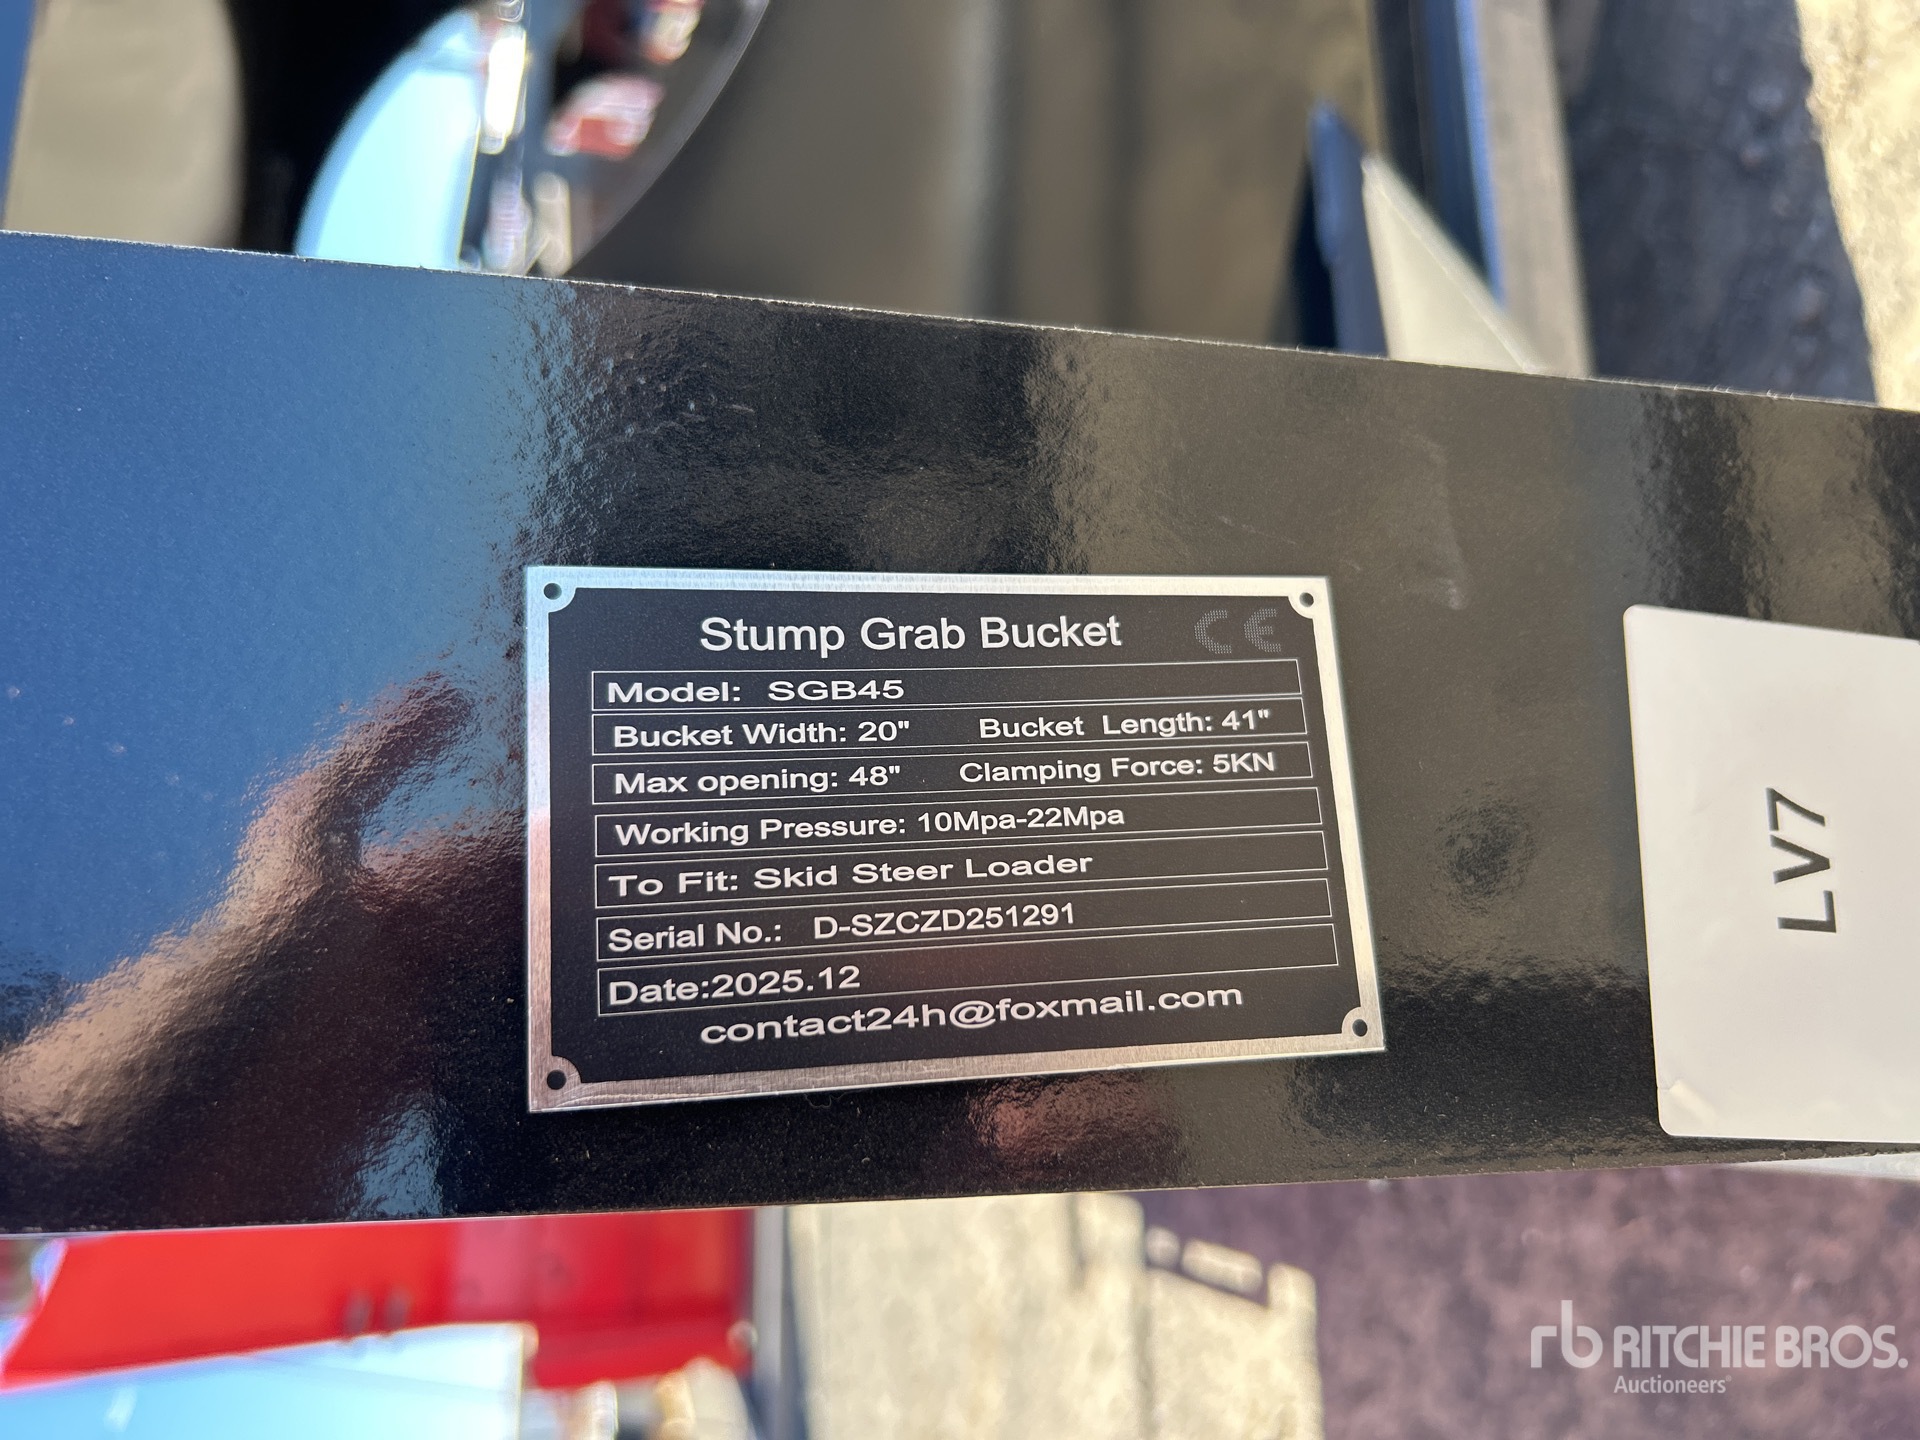 Stump Grab Bucket CE
Model: SGB45
Bucket Width: 20" Bucket Length: 41"
Max opening: 48" Clamping Force: 5KN
Working Pressure: 10Mpa-22Mpa
To Fit: Skid Steer Loader
Serial No.: D-SZCZD251291
Date:2025.12
contact24h@foxmail.com
LV7
rb RITCHIE BROS.
Auctioneers